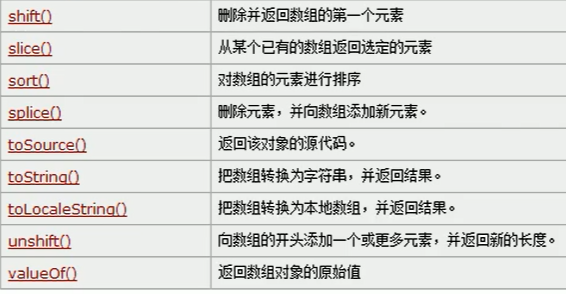 shift() 删除并返回数组的第一个元素
slice() 从某个已有的数组返回选定的元素
sort() 对数组的元素进行排序
splice() 删除元素，并向数组添加新元素。
toSource() 返回该对象的源代码。
toString() 把数组转换为字符串，并返回结果。
toLocaleString() 把数组转换为本地数组，并返回结果。
unshift() 向数组的开头添加一个或更多元素，并返回新的长度。
valueOf() 返回数组对象的原始值